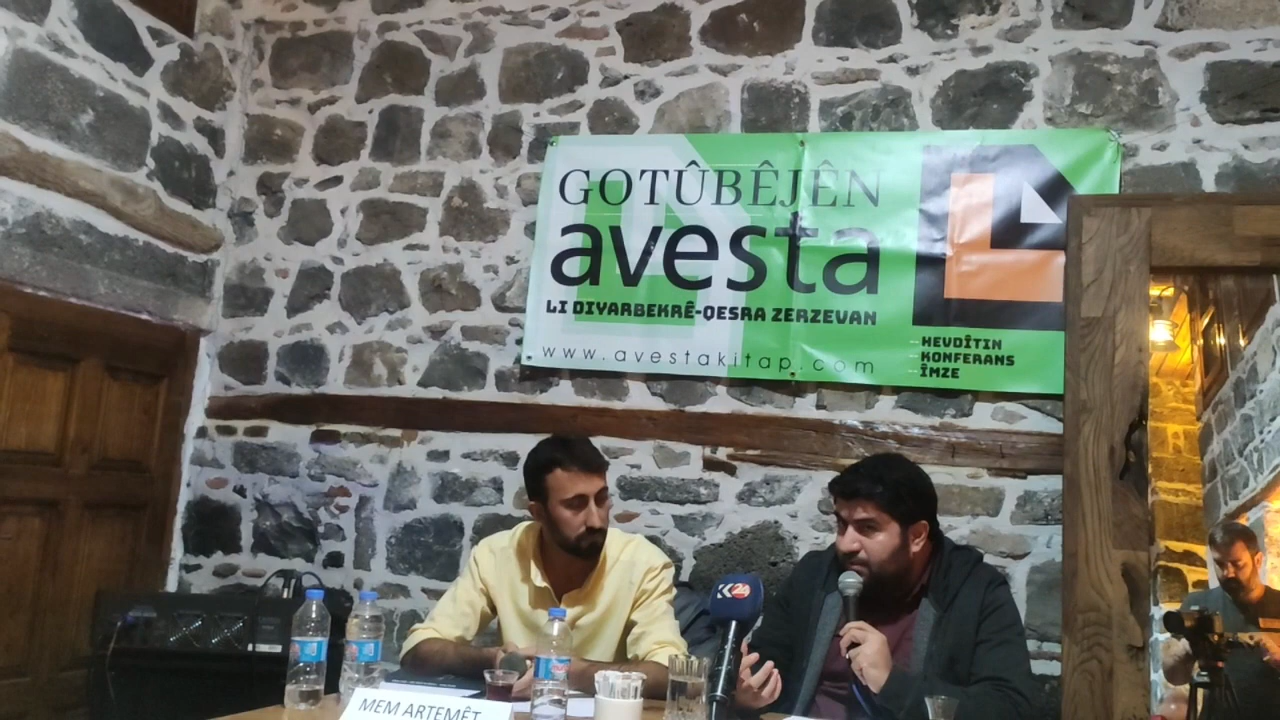 GOTÛBÊJÊN
avesta
LI DIYARBEKRÊ-QESRA ZERZEVAN
www.avestakitap.com
HEVDÎTIN
KONFERANS
ÎMZE
K24
MEM ARTEMÊT